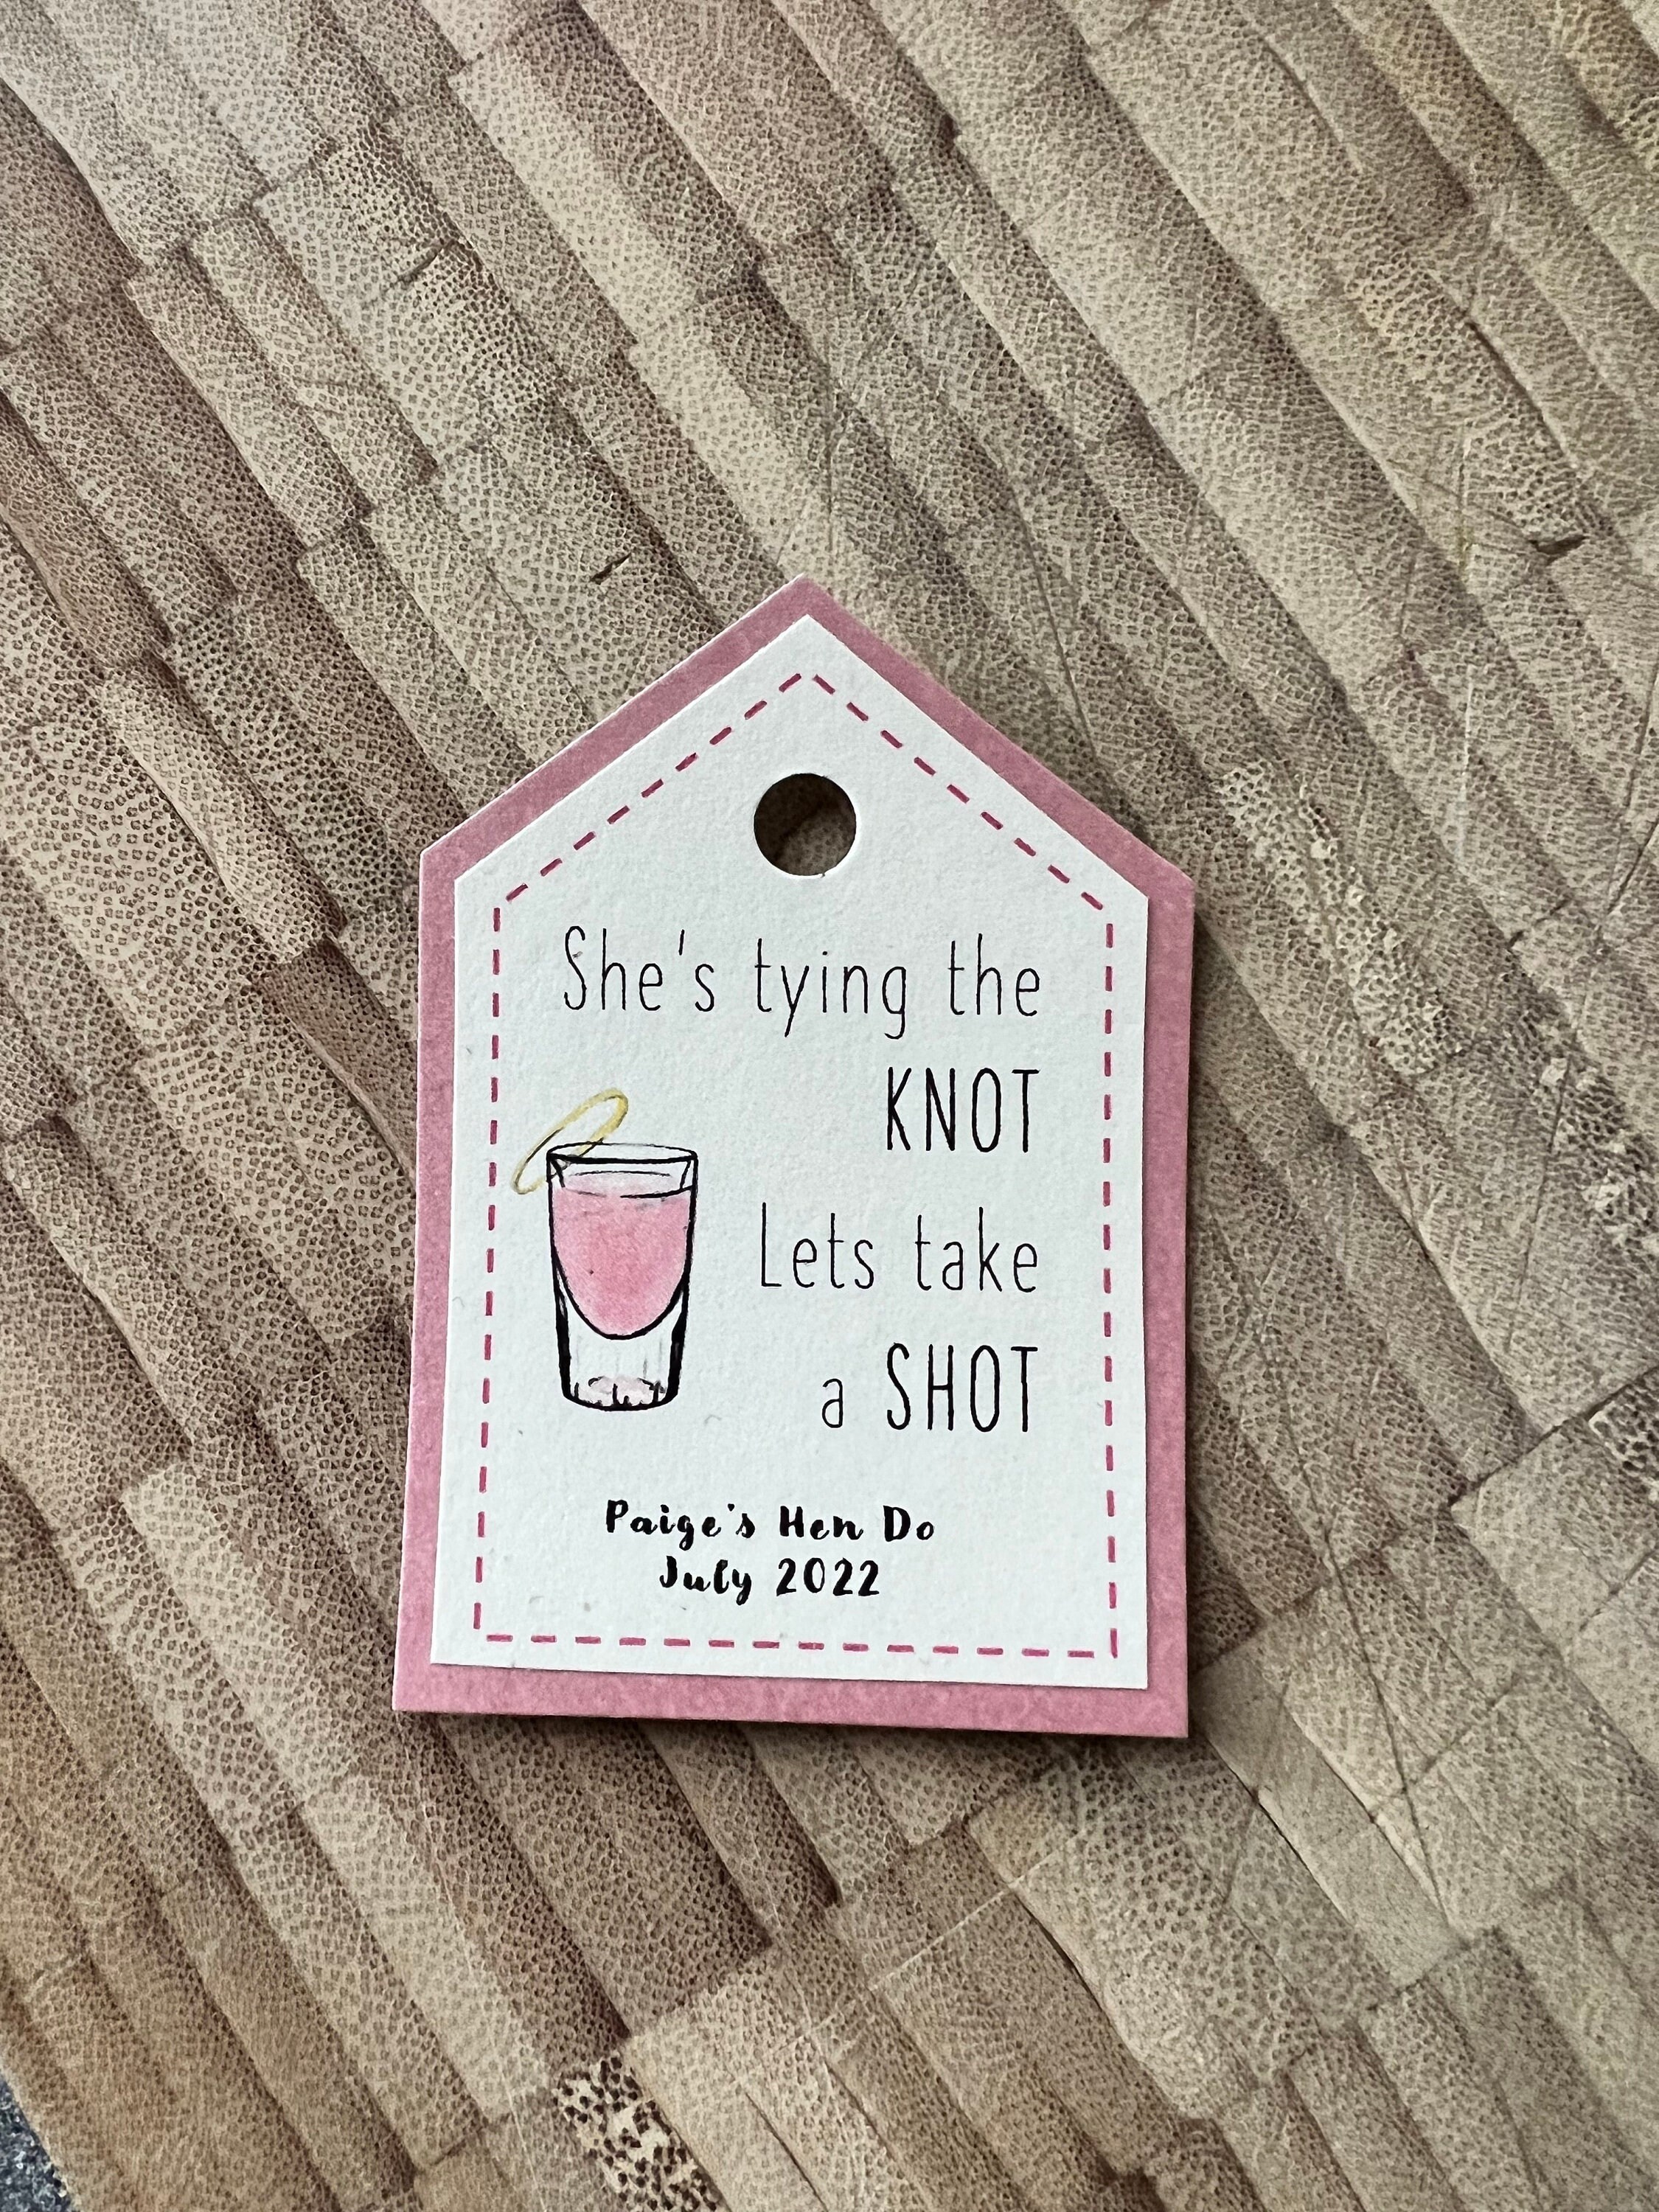 She's tying the
KNOT
Lets take
a SHOT
Paige's Hen Do
July 2022